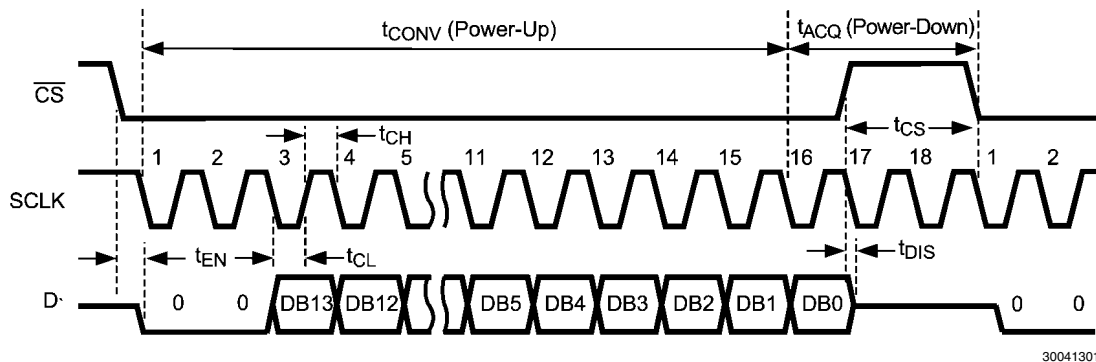 tCONV (Power-Up)
tACQ (Power-Down)
CS
tCH
tCS
1 2 3 4 5 11 12 13 14 15 16 17 18 1 2
SCLK
tEN
tCL
tDIS
D
0 0 DB13 DB12 DB5 DB4 DB3 DB2 DB1 DB0 0 0
30041301